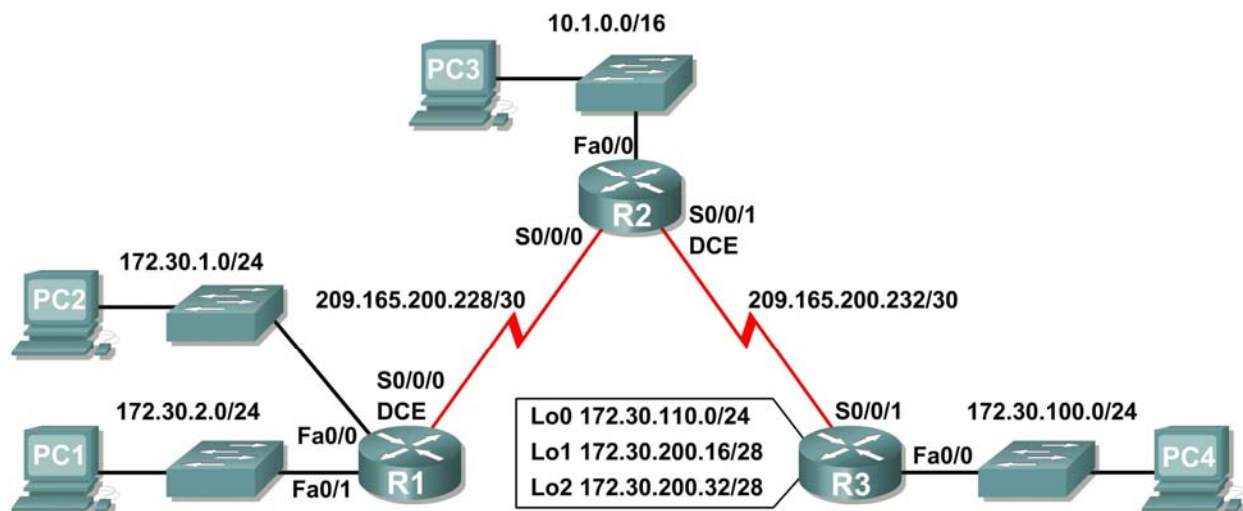 10.1.0.0/16
PC3
Fa0/0
R2
S0/0/1
DCE
S0/0/0
172.30.1.0/24
PC2
209.165.200.228/30
209.165.200.232/30
S0/0/0
DCE
172.30.2.0/24
PC1
Fa0/0
Fa0/1
R1
Lo0 172.30.110.0/24
Lo1 172.30.200.16/28
Lo2 172.30.200.32/28
S0/0/1
R3
Fa0/0
172.30.100.0/24
PC4